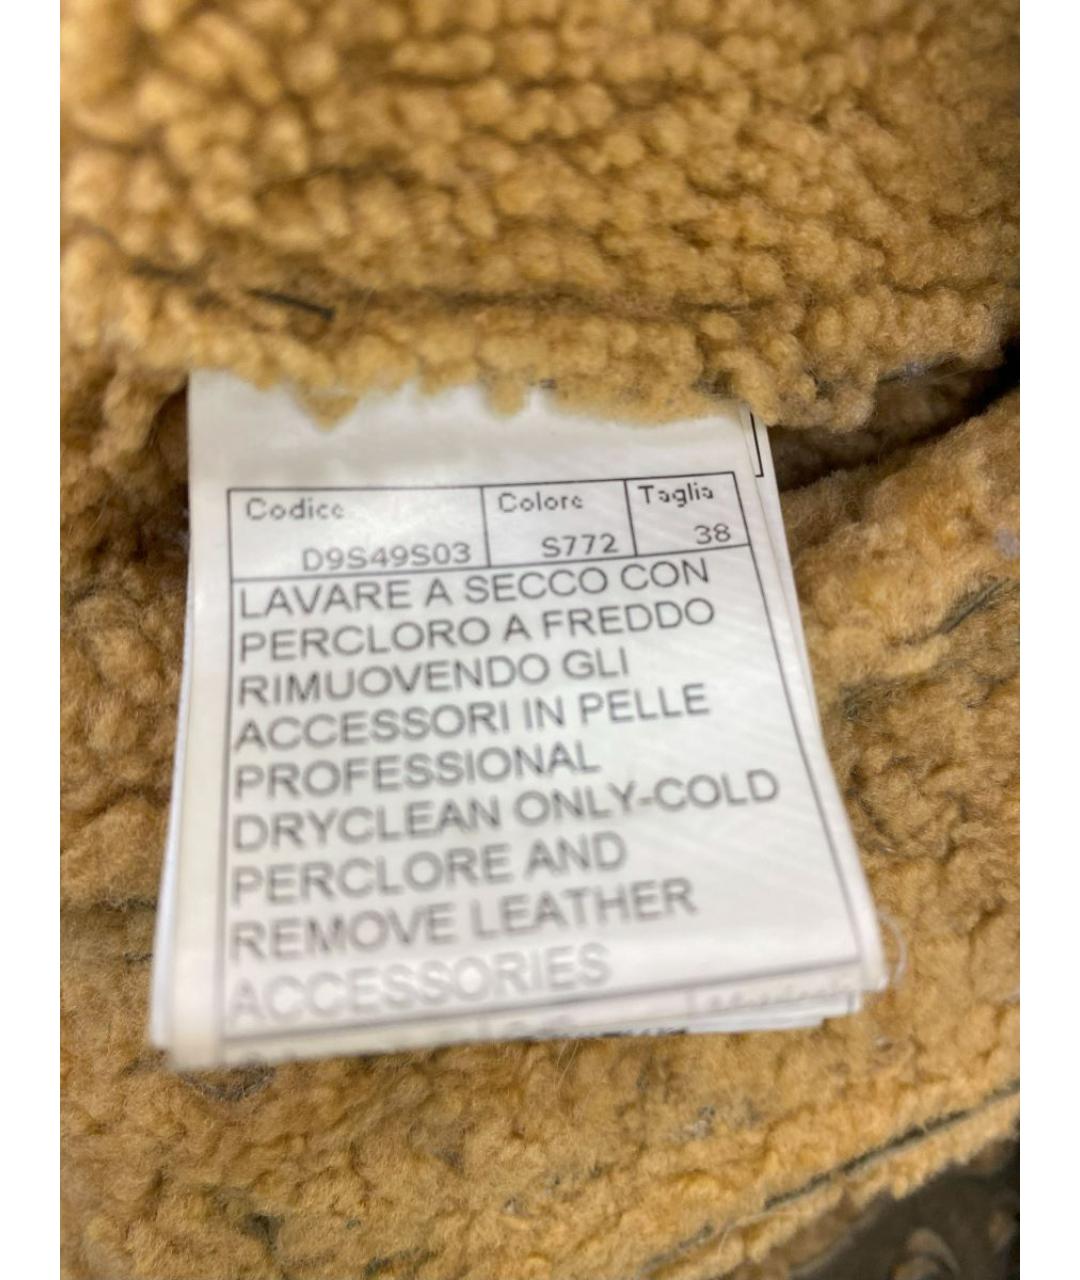 Codice Colore Taglia
D9S49S03 S772 38
LAVARE A SECCO CON
PERCLORO A FREDDO
RIMUOVENDO GLI
ACCESSORI IN PELLE
PROFESSIONAL
DRYCLEAN ONLY-COLD
PERCLORE AND
REMOVE LEATHER
ACCESSORIES